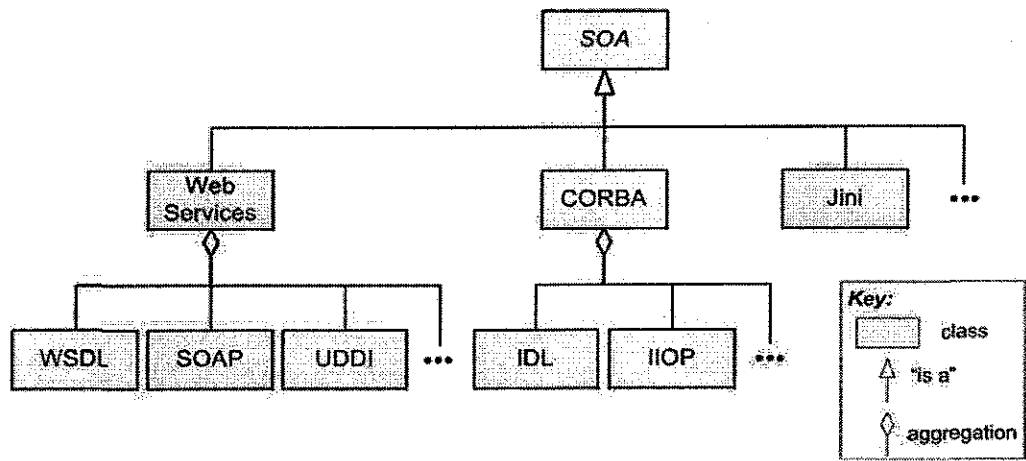 SOA
Web
Services
CORBA
Jini
...
WSDL
SOAP
UDDI
...
IDL
IIOP
...
Key:
class
"is a"
aggregation